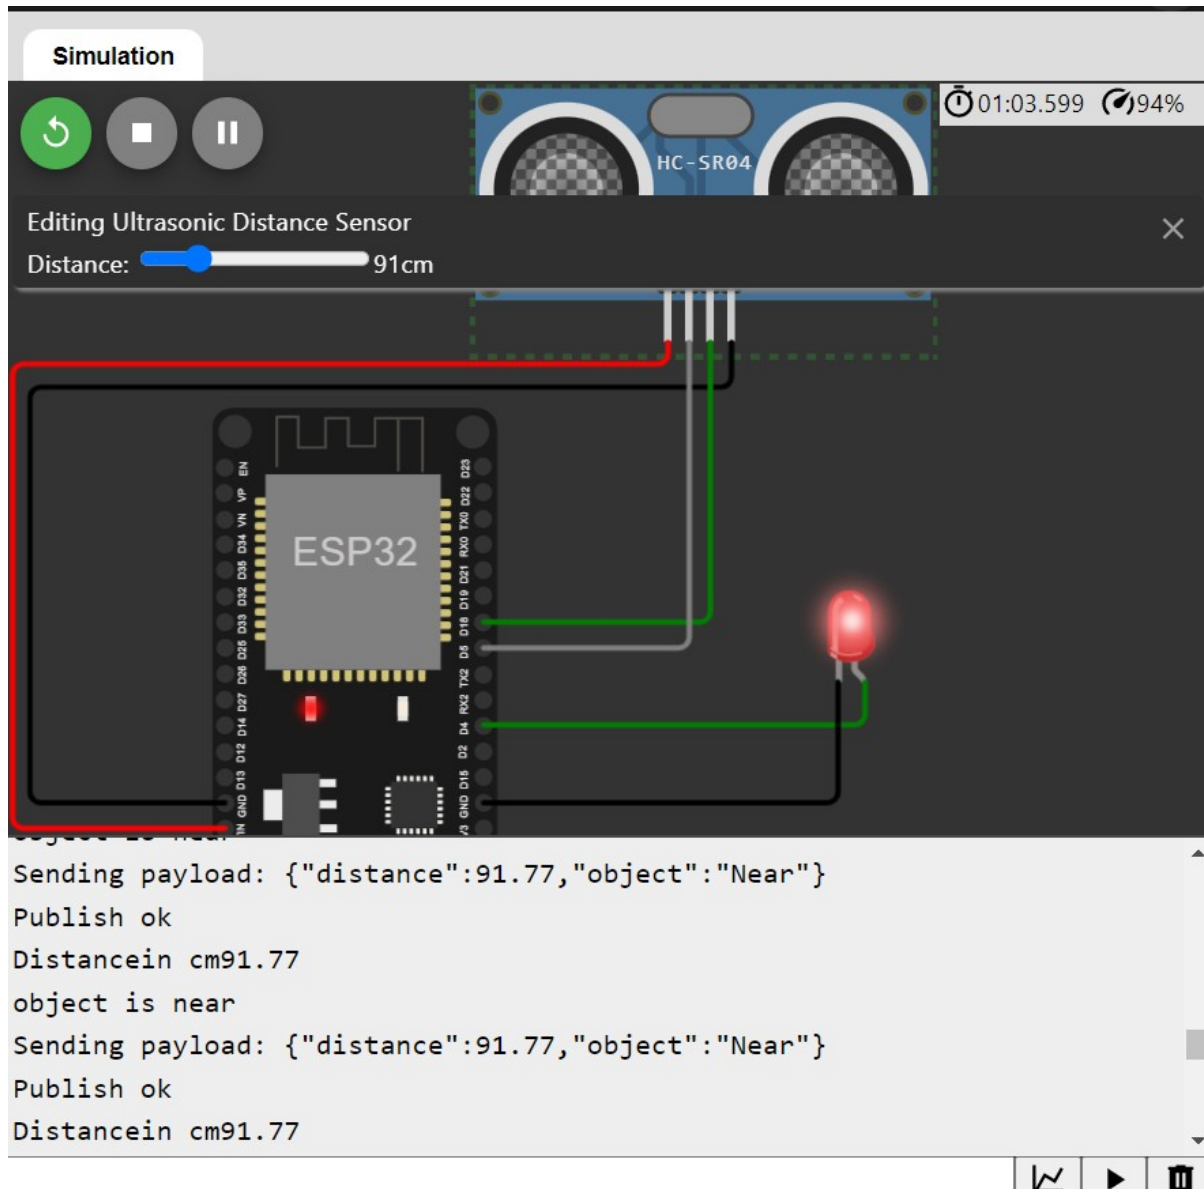 Simulation
01:03.599 94%
HC-SR04
Editing Ultrasonic Distance Sensor
Distance: 91cm
ESP32
EN
VP
VN
D34
D35
D32
D33
D25
D26
D27
D14
D12
D13
GND
D23
D22
TX0
RX0
D21
D19
D18
D5
TX2
RX2
D4
D2
D15
GND
object is near
Sending payload: {"distance":91.77,"object":"Near"}
Publish ok
Distancein cm91.77
object is near
Sending payload: {"distance":91.77,"object":"Near"}
Publish ok
Distancein cm91.77